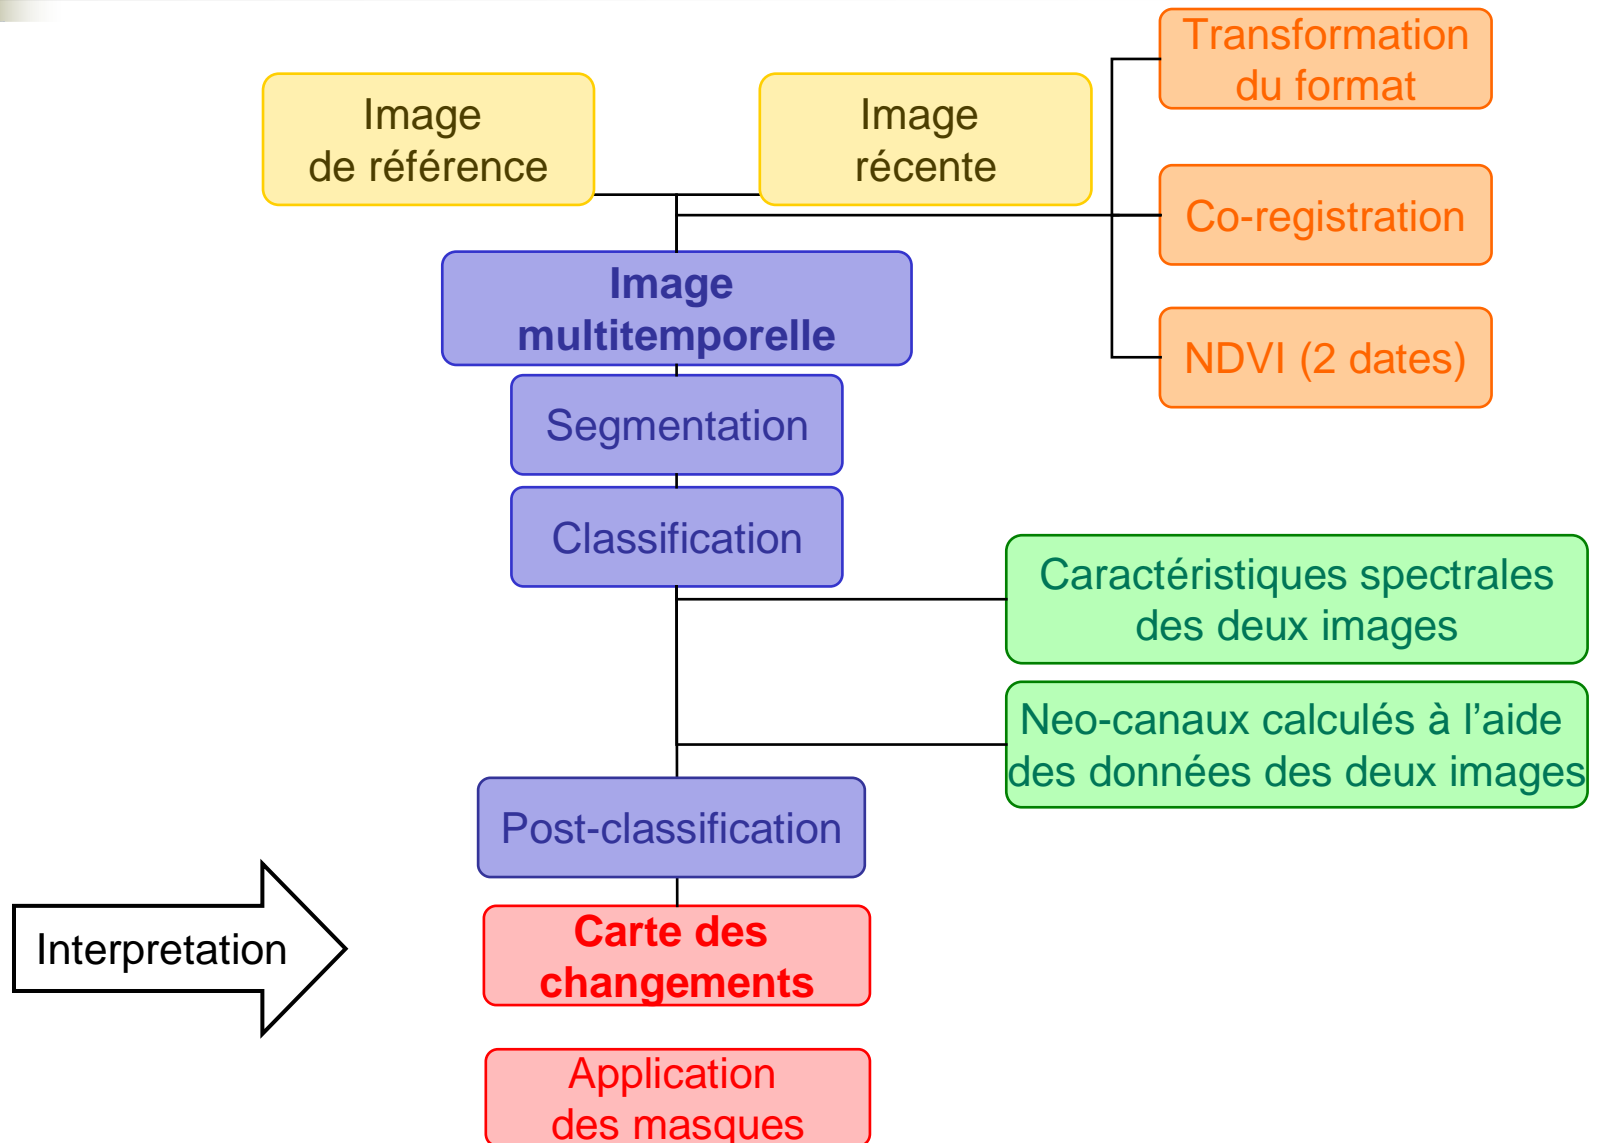 Transformation
du format
Image
de référence
Image
récente
Co-registration
Image
multitemporelle
NDVI (2 dates)
Segmentation
Classification
Caractéristiques spectrales
des deux images
Neo-canaux calculés à l’aide
des données des deux images
Post-classification
Interpretation
Carte des
changements
Application
des masques